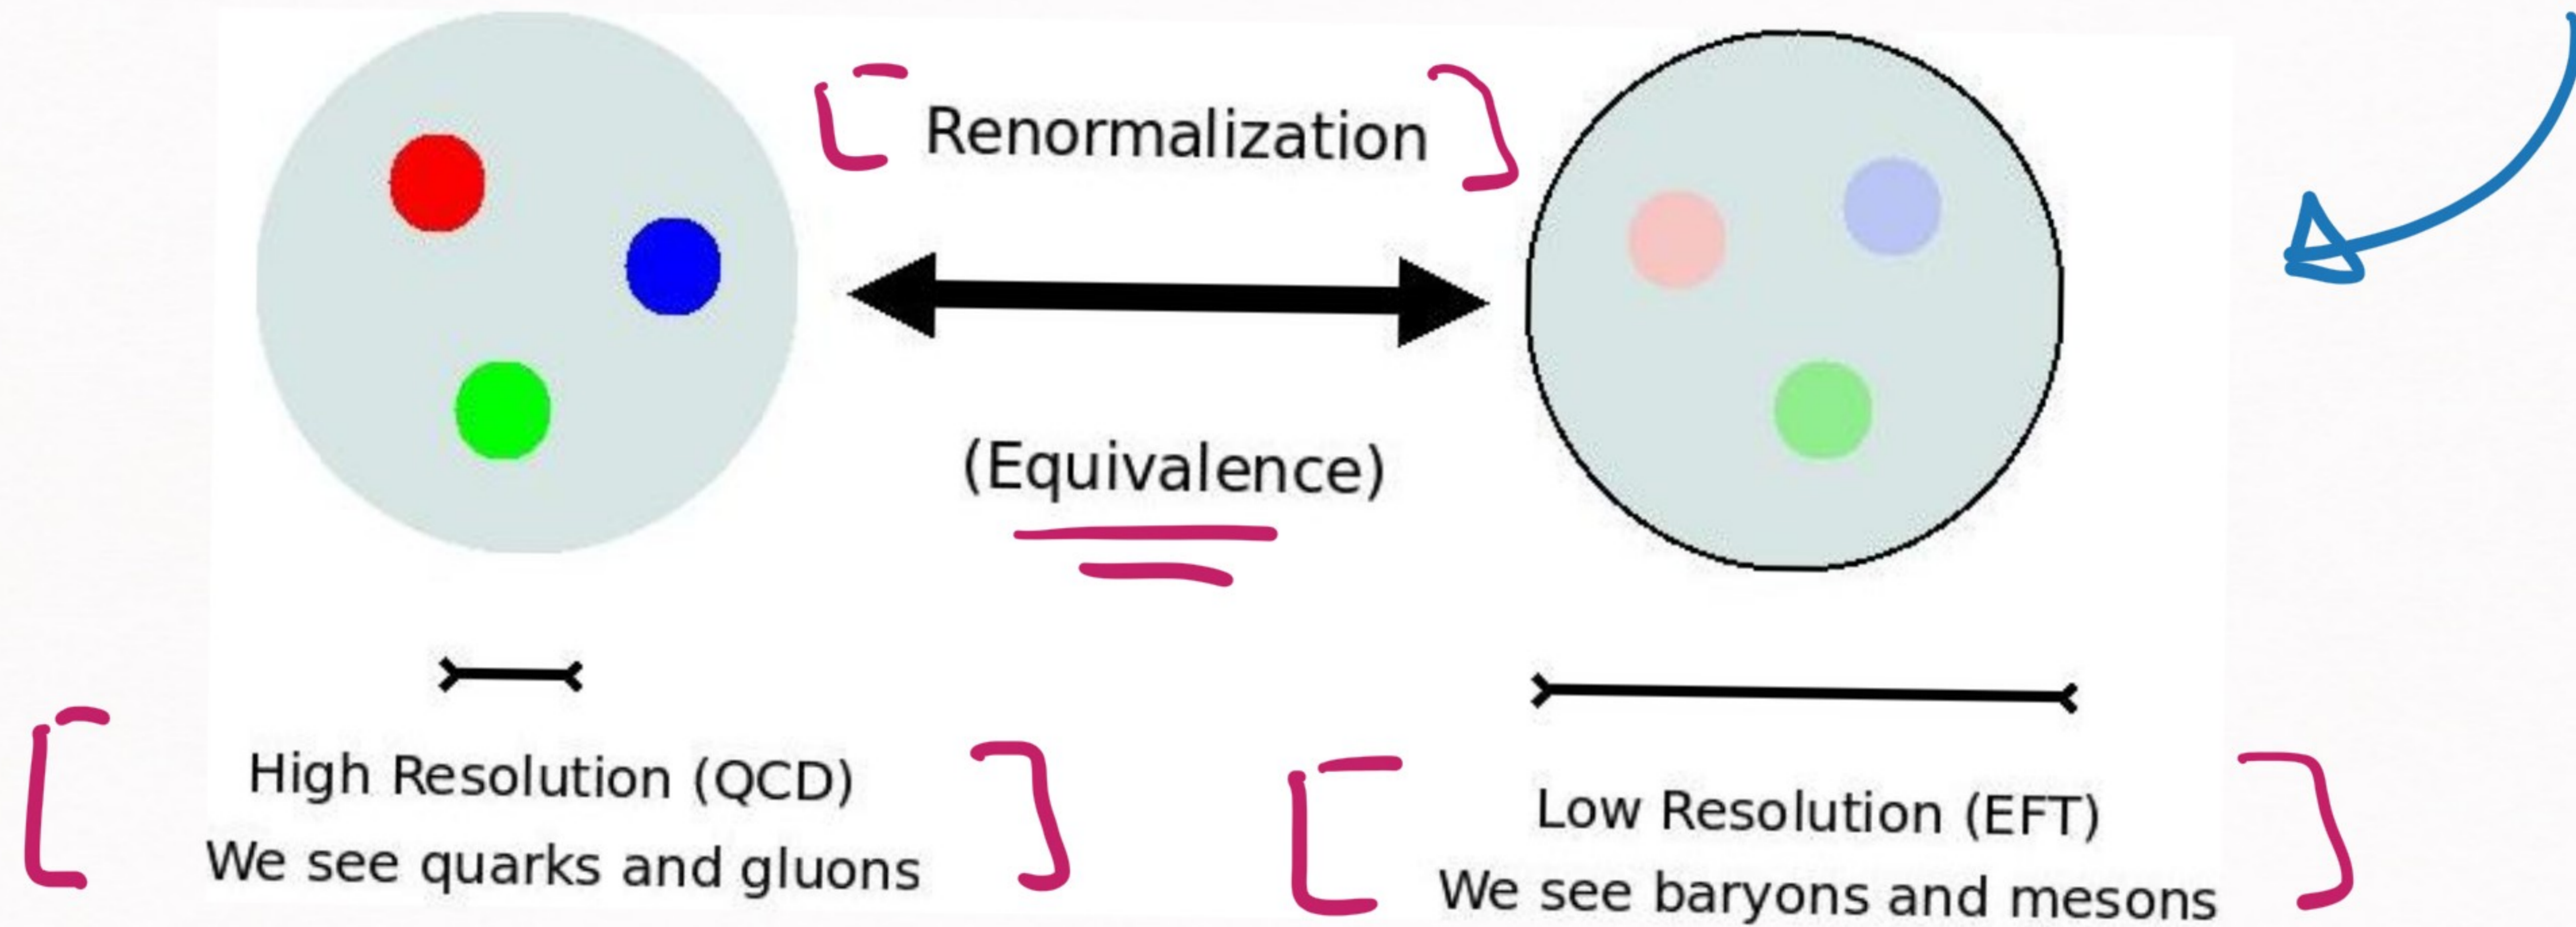 Renormalization
(Equivalence)
High Resolution (QCD)
We see quarks and gluons
Low Resolution (EFT)
We see baryons and mesons